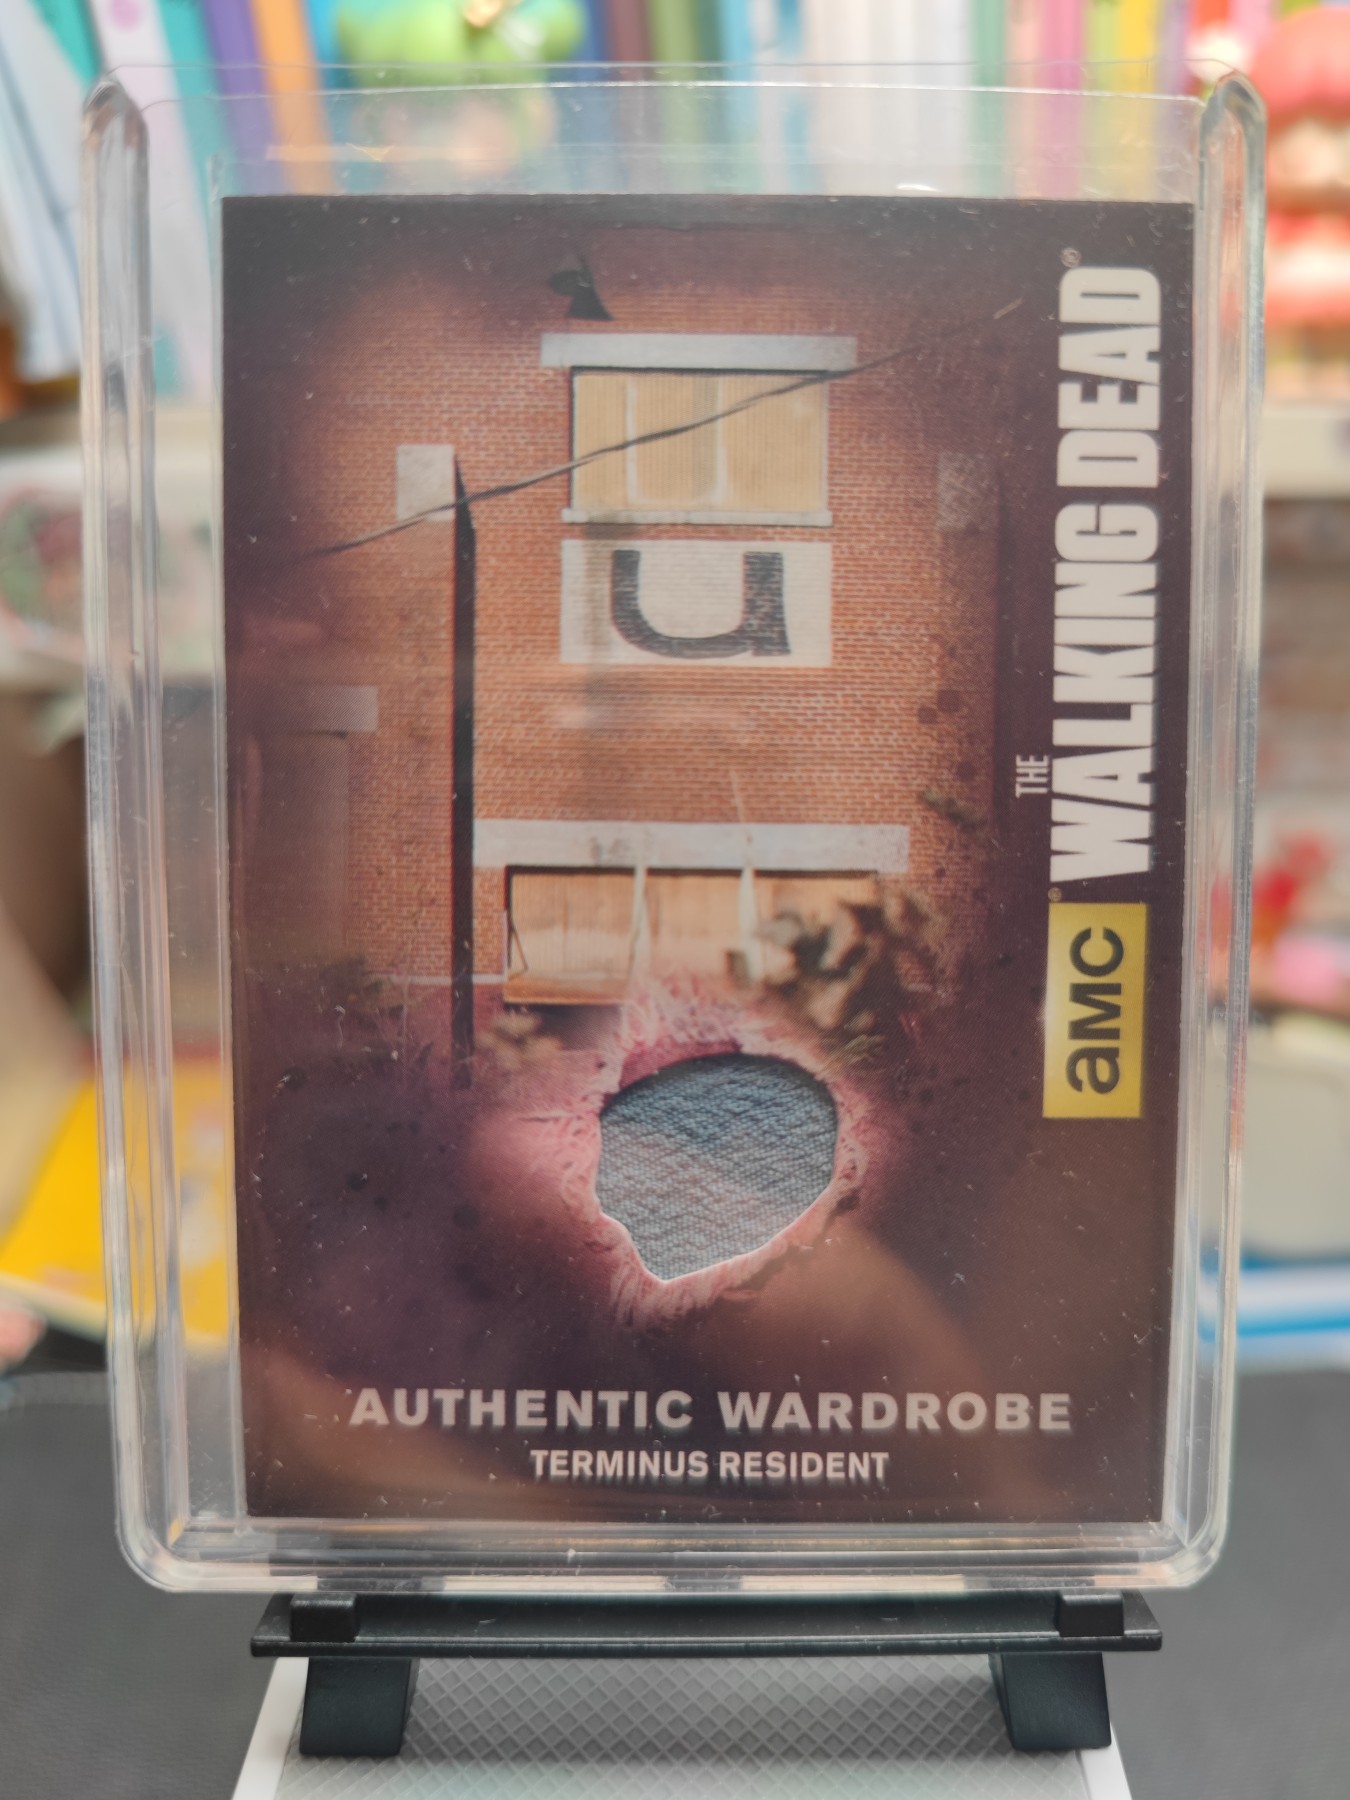 u
THE
WALKING DEAD®
aMC®
AUTHENTIC WARDROBE
TERMINUS RESIDENT